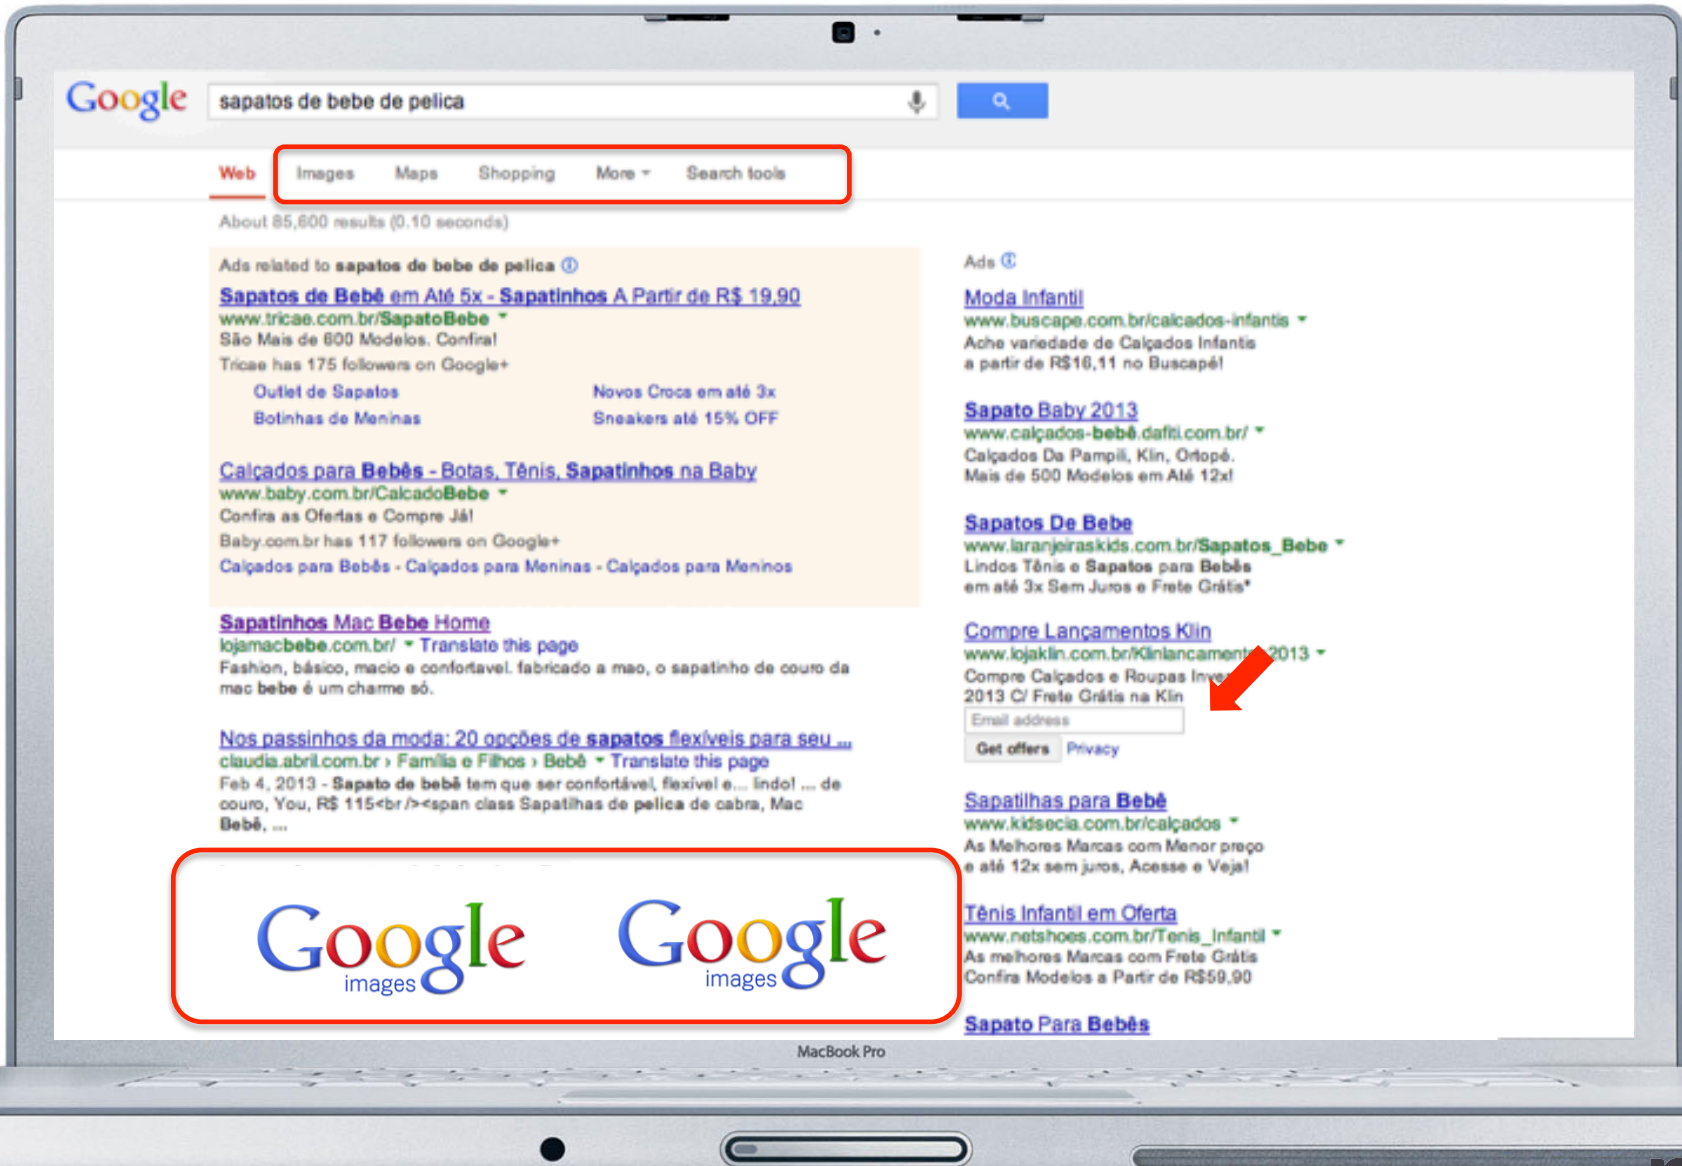 Google
sapatos de bebe de pelica
Web Images Maps Shopping More Search tools
About 85,600 results (0.10 seconds)
Ads related to sapatos de bebe de pelica
Sapatos de Bebê em Até 5x - Sapatinhos A Partir de R$ 19,90
www.tricae.com.br/SapatoBebe
São Mais de 600 Modelos. Confira!
Tricae has 175 followers on Google+
Outlet de Sapatos Novos Crocs em até 3x
Botinhas de Meninas Sneakers até 15% OFF
Calçados para Bebês - Botas, Tênis, Sapatinhos na Baby
www.baby.com.br/CalcadoBebe
Confira as Ofertas e Compre Já!
Baby.com.br has 117 followers on Google+
Calçados para Bebês - Calçados para Meninas - Calçados para Meninos
Sapatinhos Mac Bebe Home
lojamacbebe.com.br/ Translate this page
Fashion, básico, macio e confortavel. fabricado a mao, o sapatinho de couro da
mac bebe é um charme só.
Nos passinhos da moda: 20 opções de sapatos flexíveis para seu ...
claudia.abril.com.br › Família e Filhos › Bebê Translate this page
Feb 4, 2013 - Sapato de bebê tem que ser confortável, flexível e... lindo! ... de
couro, You, R$ 115<br/><span class Sapatilhas de pelica de cabra, Mac
Bebê, ...
Google
images
Google
images
Ads
Moda Infantil
www.buscape.com.br/calcados-infantis
Ache variedade de Calçados Infantis
a partir de R$16,11 no Buscapé!
Sapato Baby 2013
www.calçados-bebê.dafiti.com.br/
Calçados Da Pampili, Klin, Ortopé.
Mais de 500 Modelos em Até 12x!
Sapatos De Bebe
www.laranjeiraskids.com.br/Sapatos_Bebe
Lindos Tênis e Sapatos para Bebês
em até 3x Sem Juros e Frete Grátis*
Compre Lançamentos Klin
www.lojaklin.com.br/Klinlancamento 2013
Compre Calçados e Roupas
2013 C/ Frete Grátis na Klin
Email address
Get offers Privacy
Sapatilhas para Bebê
www.kidsecia.com.br/calçados
As Melhores Marcas com Menor preço
e até 12x sem juros, Acesse e Veja!
Tênis Infantil em Oferta
www.netshoes.com.br/Tenis_Infantil
As melhores Marcas com Frete Grátis
Confira Modelos a Partir de R$59,90
Sapato Para Bebês
MacBook Pro